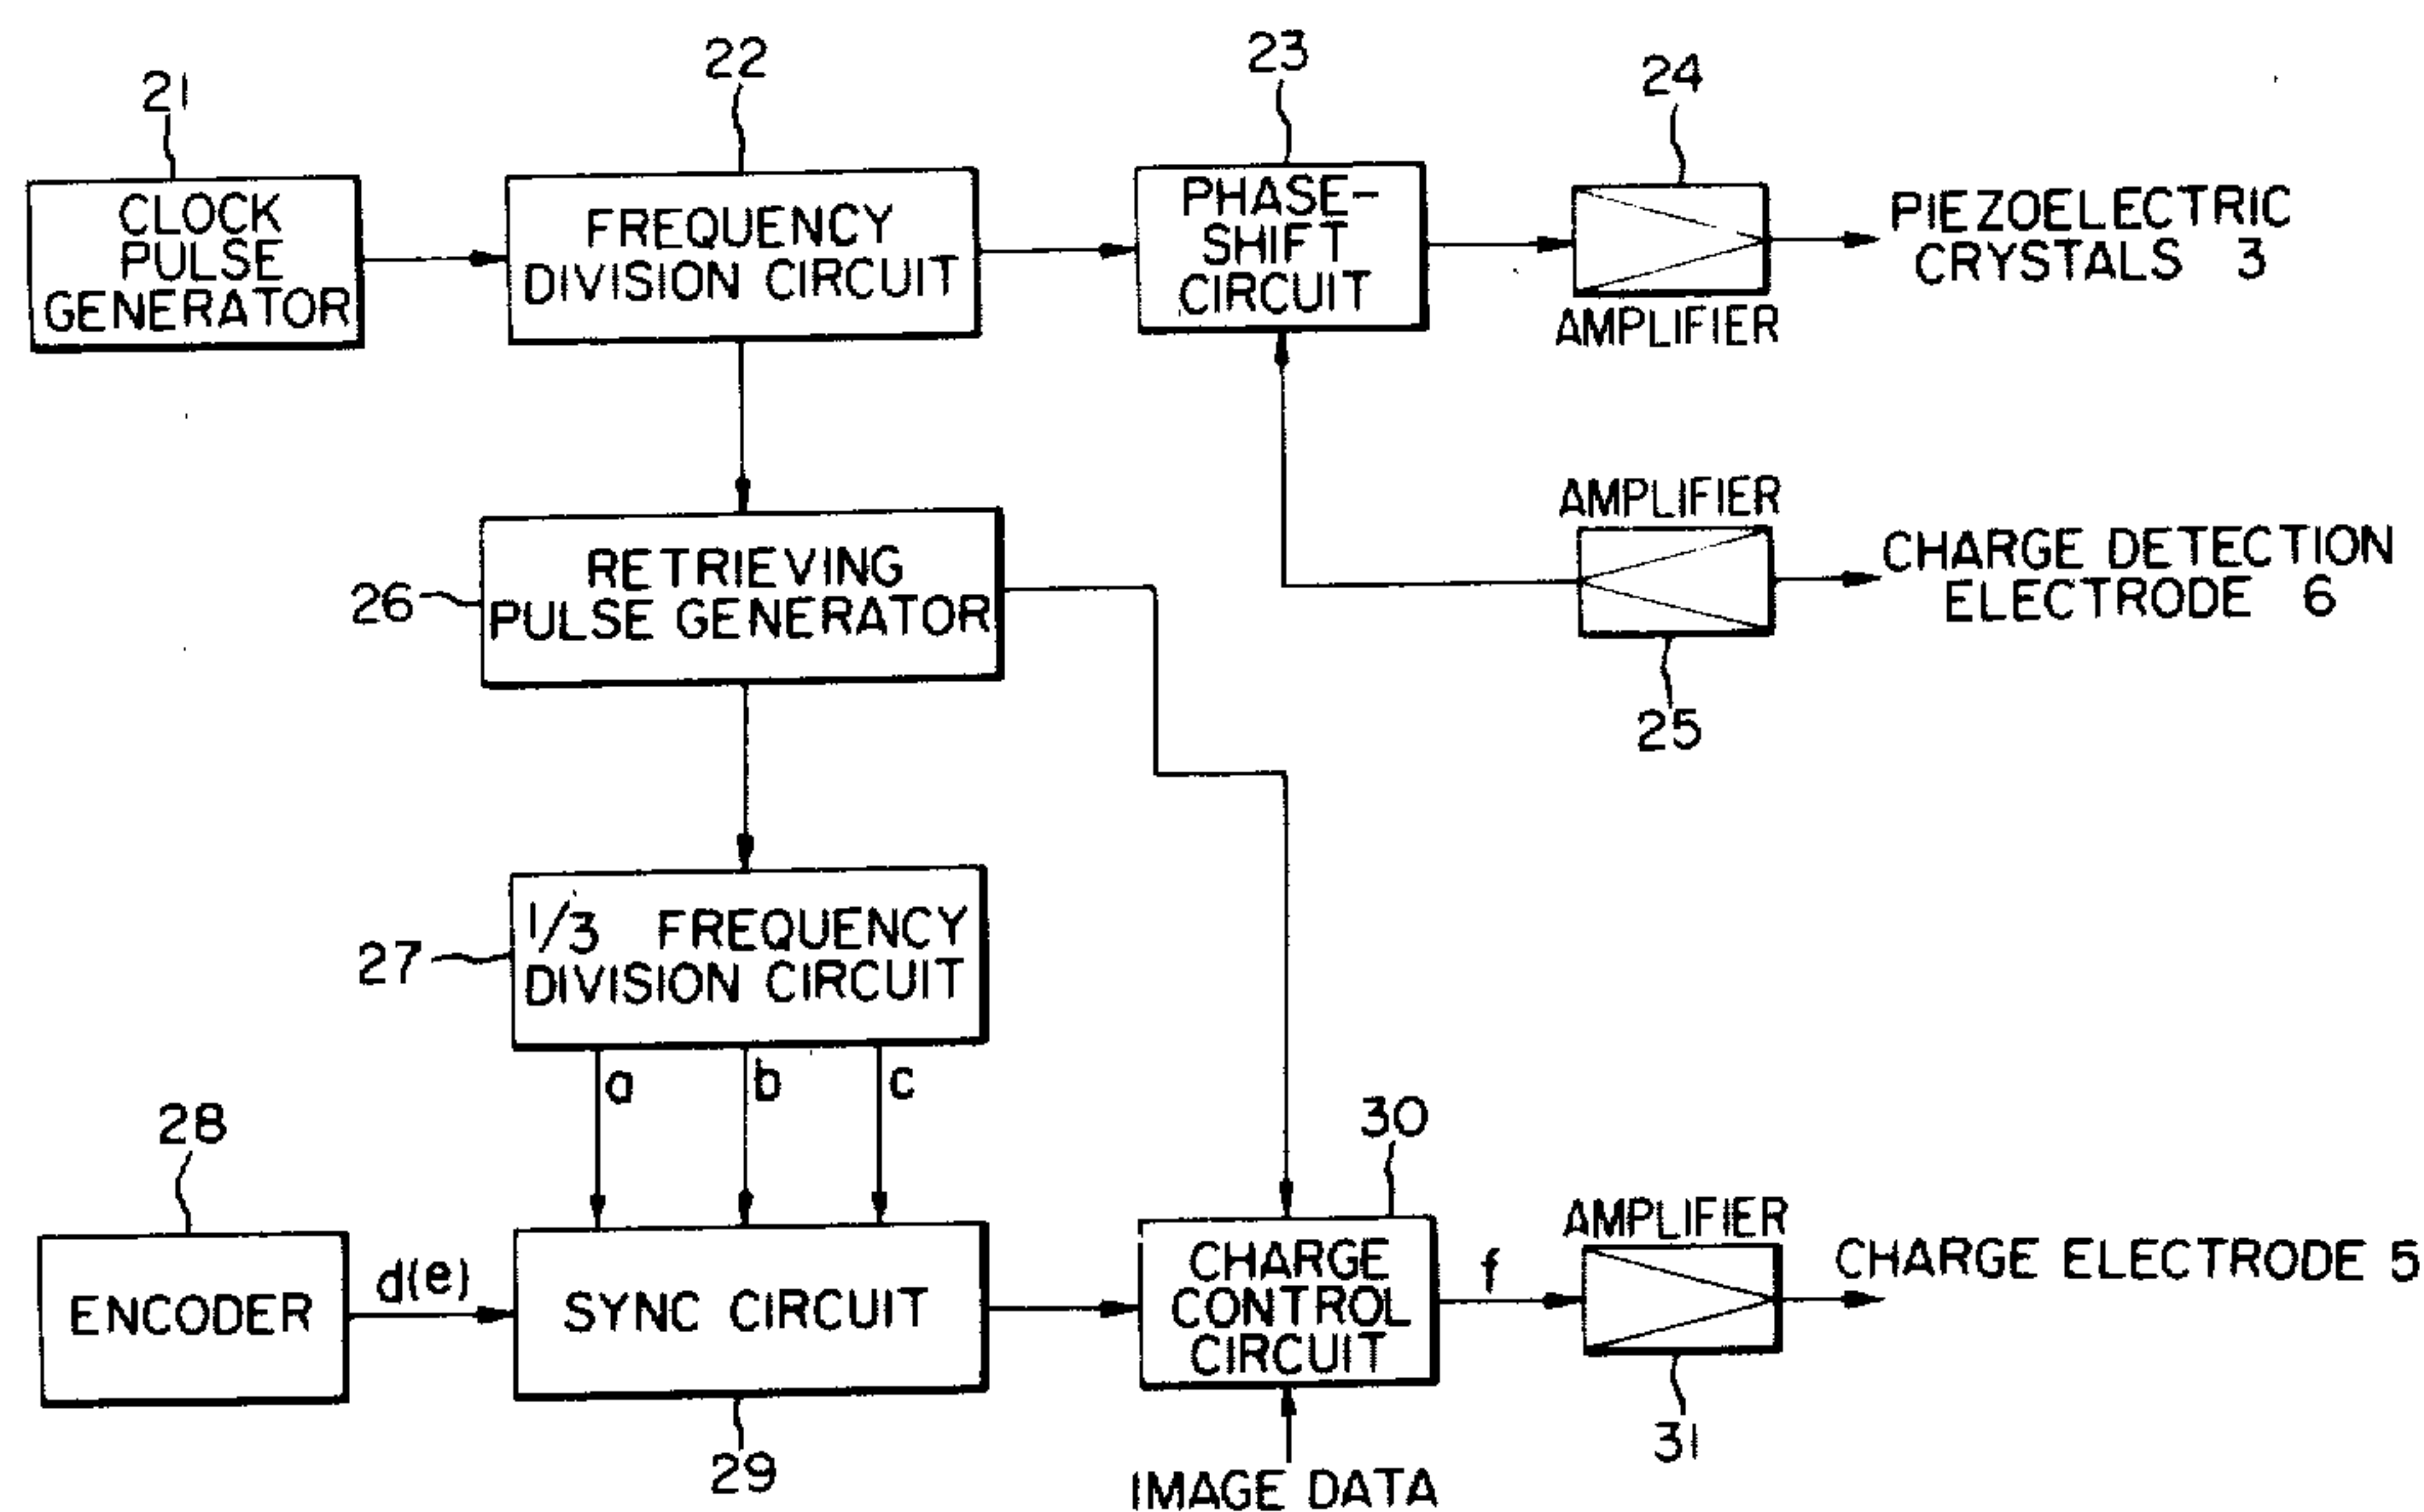 21
22
23
24
CLOCK
PULSE
GENERATOR
FREQUENCY
DIVISION CIRCUIT
PHASE-
SHIFT
CIRCUIT
AMPLIFIER
PIEZOELECTRIC
CRYSTALS 3
26
RETRIEVING
PULSE GENERATOR
AMPLIFIER
CHARGE DETECTION
ELECTRODE 6
25
27
1/3 FREQUENCY
DIVISION CIRCUIT
a
b
c
28
30
ENCODER
d(e)
SYNC CIRCUIT
CHARGE
CONTROL
CIRCUIT
f
AMPLIFIER
CHARGE ELECTRODE 5
29
31
IMAGE DATA